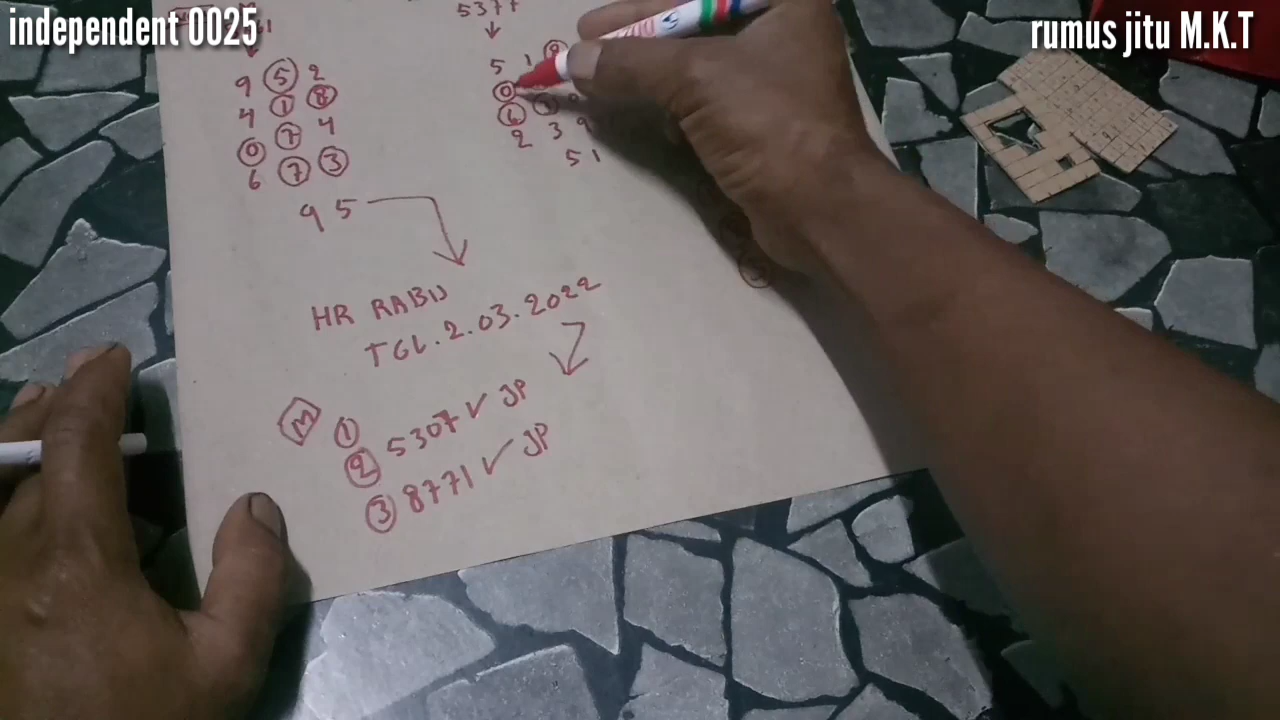 independent 0025
rumus jitu M.K.T
5377
9 5 2
4 1 8
7 4
0 7 3
6
95
5 1
0
6
2 3 9
5 1
HR RABU
TGL.2.03.2022
M 1
2 5307 ✓ JP
3 8771 ✓ JP